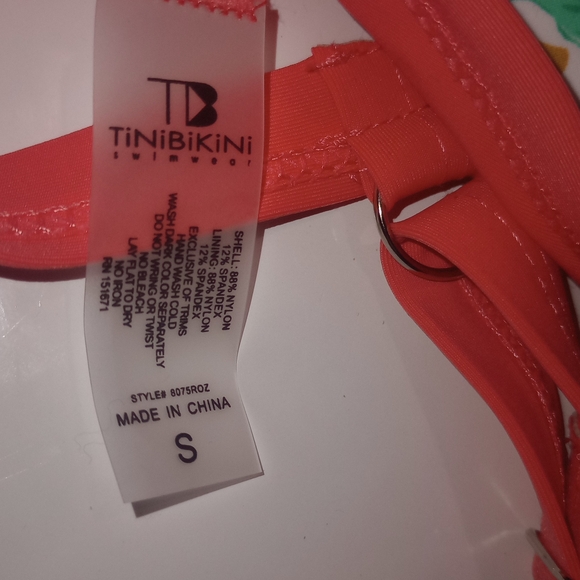 TB
TiNiBiKiNi
swimwear
SHELL: 88% NYLON
12% SPANDEX
LINING: 88% NYLON
12% SPANDEX
EXCLUSIVE OF TRIMS
HAND WASH COLD
WASH DARK COLOR SEPARATELY
DO NOT WRING OR TWIST
NO BLEACH
LAY FLAT TO DRY
NO IRON
RN 151671
STYLE# 8075ROZ
MADE IN CHINA
S